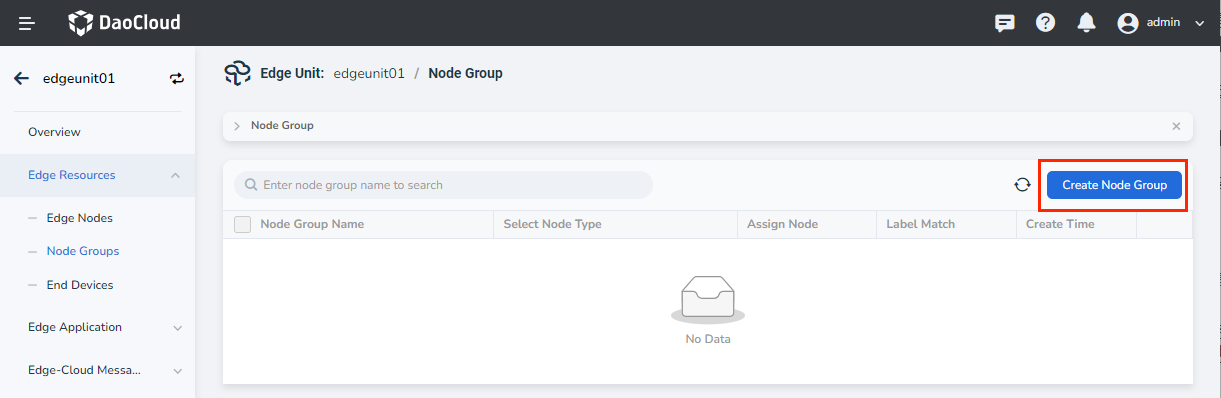 DaoCloud
admin
edgeunit01
Edge Unit: edgeunit01 / Node Group
Overview
Node Group
Edge Resources
Enter node group name to search
Create Node Group
Edge Nodes
Node Groups
End Devices
Edge Application
Edge-Cloud Messa...
Node Group Name
Select Node Type
Assign Node
Label Match
Create Time
No Data